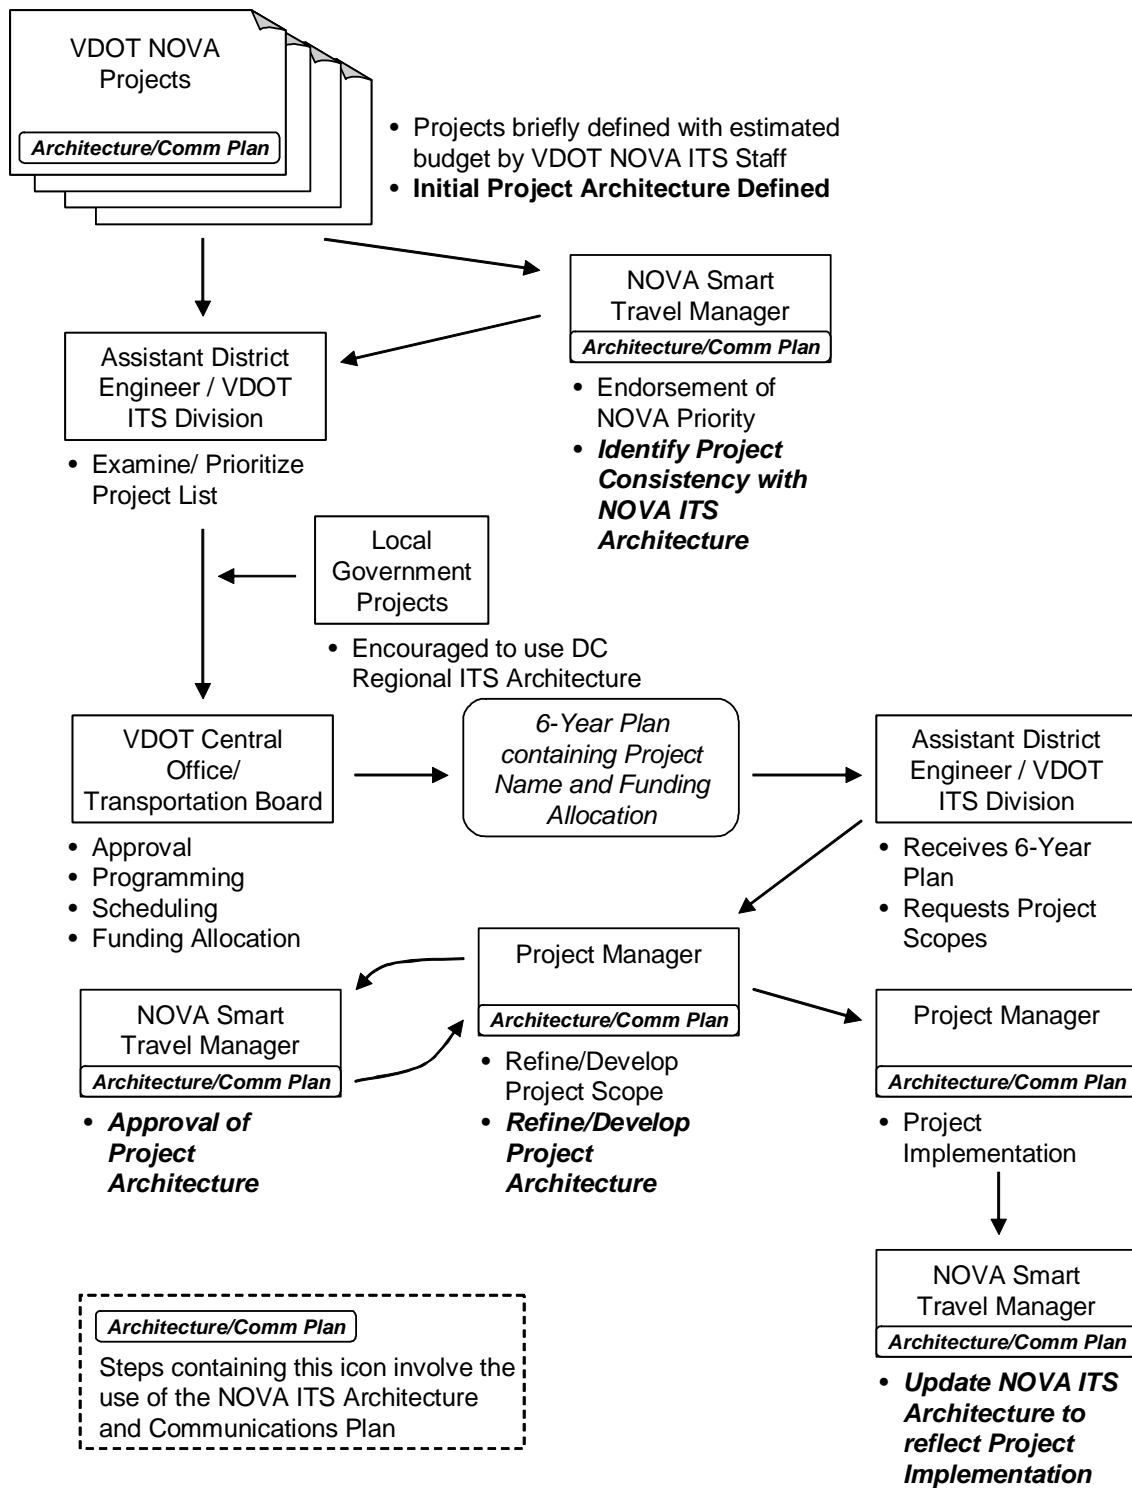 VDOT NOVA
Projects
Architecture/Comm Plan
• Projects briefly defined with estimated
budget by VDOT NOVA ITS Staff
• Initial Project Architecture Defined
NOVA Smart
Travel Manager
Architecture/Comm Plan
• Endorsement of
NOVA Priority
• Identify Project
Consistency with
NOVA ITS
Architecture
Assistant District
Engineer / VDOT
ITS Division
• Examine/ Prioritize
Project List
Local
Government
Projects
• Encouraged to use DC
Regional ITS Architecture
VDOT Central
Office/
Transportation Board
• Approval
• Programming
• Scheduling
• Funding Allocation
6-Year Plan
containing Project
Name and Funding
Allocation
Assistant District
Engineer / VDOT
ITS Division
• Receives 6-Year
Plan
• Requests Project
Scopes
Project Manager
Architecture/Comm Plan
• Refine/Develop
Project Scope
• Refine/Develop
Project
Architecture
NOVA Smart
Travel Manager
Architecture/Comm Plan
• Approval of
Project
Architecture
Project Manager
Architecture/Comm Plan
• Project
Implementation
NOVA Smart
Travel Manager
Architecture/Comm Plan
• Update NOVA ITS
Architecture to
reflect Project
Implementation
Architecture/Comm Plan
Steps containing this icon involve the
use of the NOVA ITS Architecture
and Communications Plan